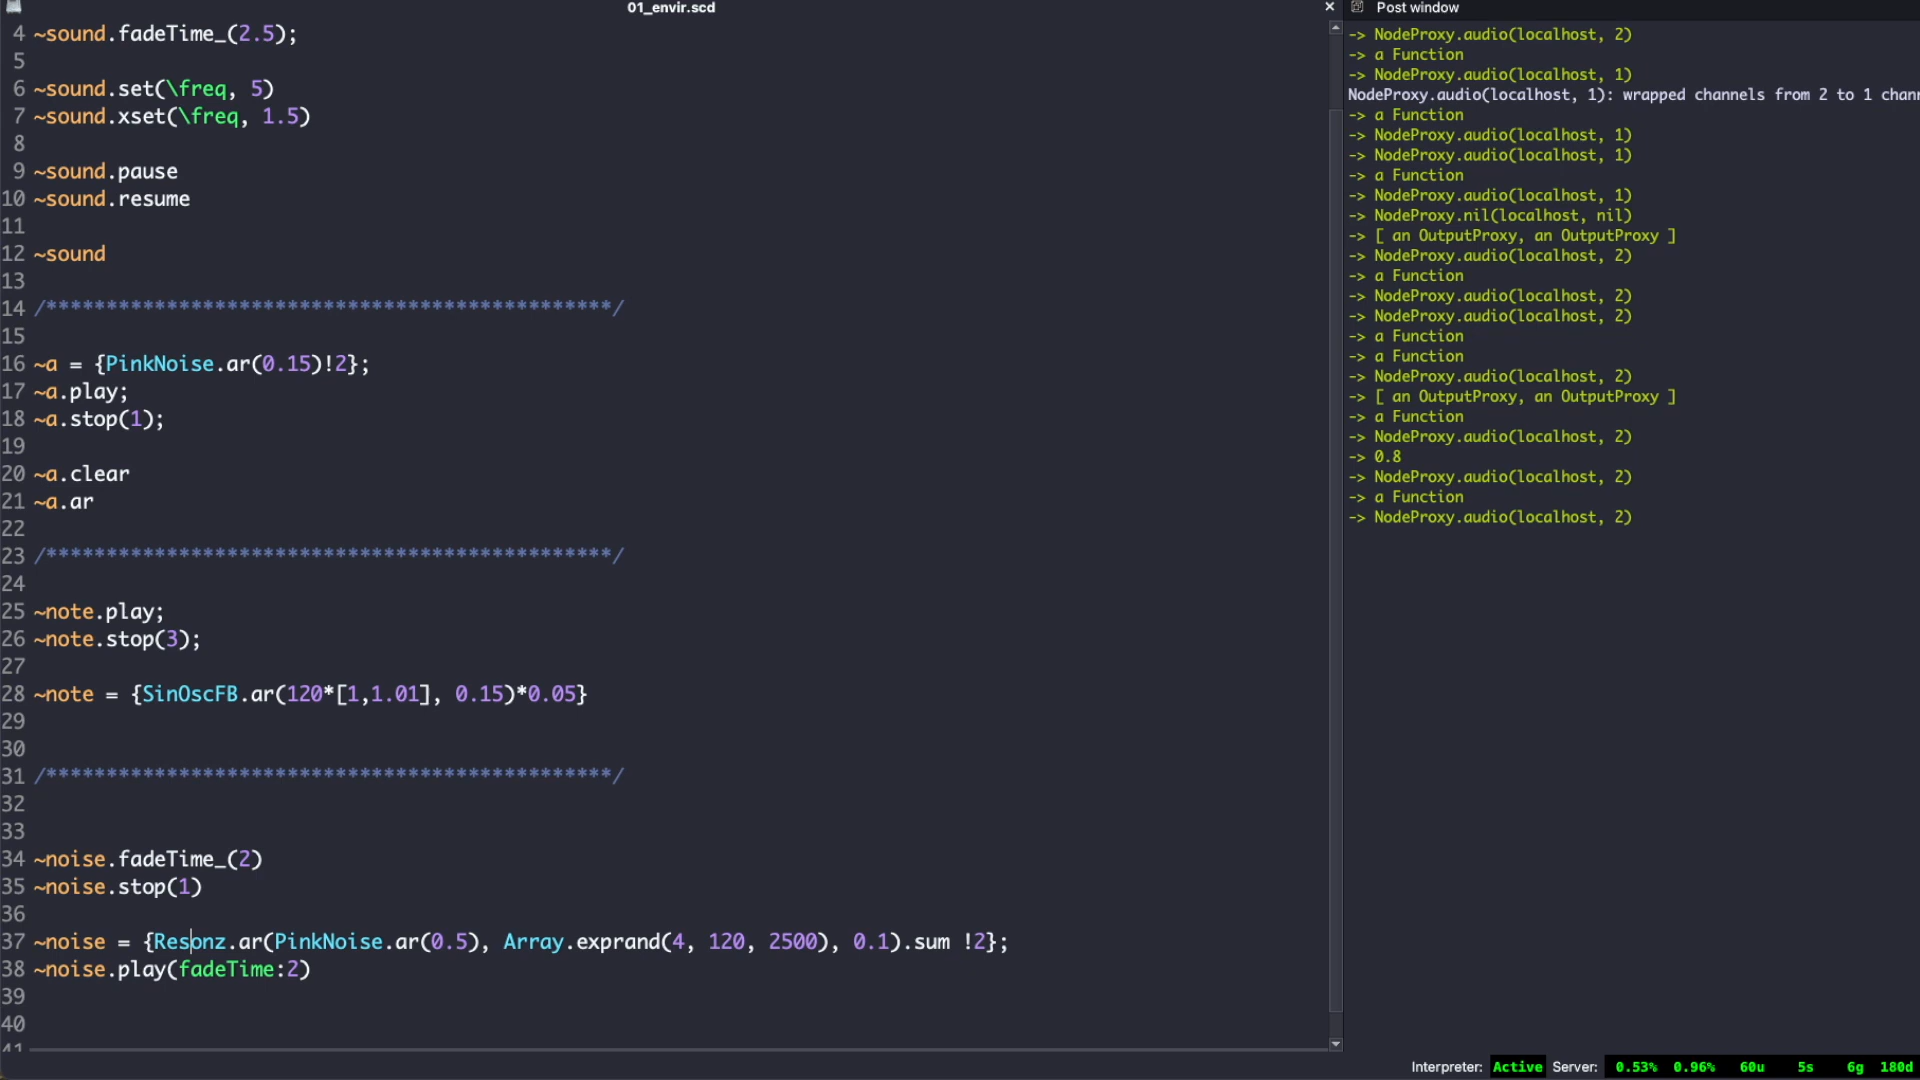 01_envir.scd
4 ~sound.fadeTime_(2.5);
5
6 ~sound.set(\freq, 5)
7 ~sound.xset(\freq, 1.5)
8
9 ~sound.pause
10 ~sound.resume
11
12 ~sound
13
14 /***********************************************/
15
16 ~a = {PinkNoise.ar(0.15)!2};
17 ~a.play;
18 ~a.stop(1);
19
20 ~a.clear
21 ~a.ar
22
23 /***********************************************/
24
25 ~note.play;
26 ~note.stop(3);
27
28 ~note = {SinOscFB.ar(120*[1,1.01], 0.15)*0.05}
29
30
31 /***********************************************/
32
33
34 ~noise.fadeTime_(2)
35 ~noise.stop(1)
36
37 ~noise = {Resonz.ar(PinkNoise.ar(0.5), Array.exprand(4, 120, 2500), 0.1).sum !2};
38 ~noise.play(fadeTime:2)
39
40
41
Post window
-> NodeProxy.audio(localhost, 2)
-> a Function
-> NodeProxy.audio(localhost, 1)
NodeProxy.audio(localhost, 1): wrapped channels from 2 to 1 chann
-> a Function
-> NodeProxy.audio(localhost, 1)
-> NodeProxy.audio(localhost, 1)
-> a Function
-> NodeProxy.audio(localhost, 1)
-> NodeProxy.nil(localhost, nil)
-> [ an OutputProxy, an OutputProxy ]
-> NodeProxy.audio(localhost, 2)
-> a Function
-> NodeProxy.audio(localhost, 2)
-> NodeProxy.audio(localhost, 2)
-> a Function
-> a Function
-> NodeProxy.audio(localhost, 2)
-> [ an OutputProxy, an OutputProxy ]
-> a Function
-> NodeProxy.audio(localhost, 2)
-> 0.8
-> NodeProxy.audio(localhost, 2)
-> a Function
-> NodeProxy.audio(localhost, 2)
Interpreter: Active Server: 0.53% 0.96% 60u 5s 6g 180d